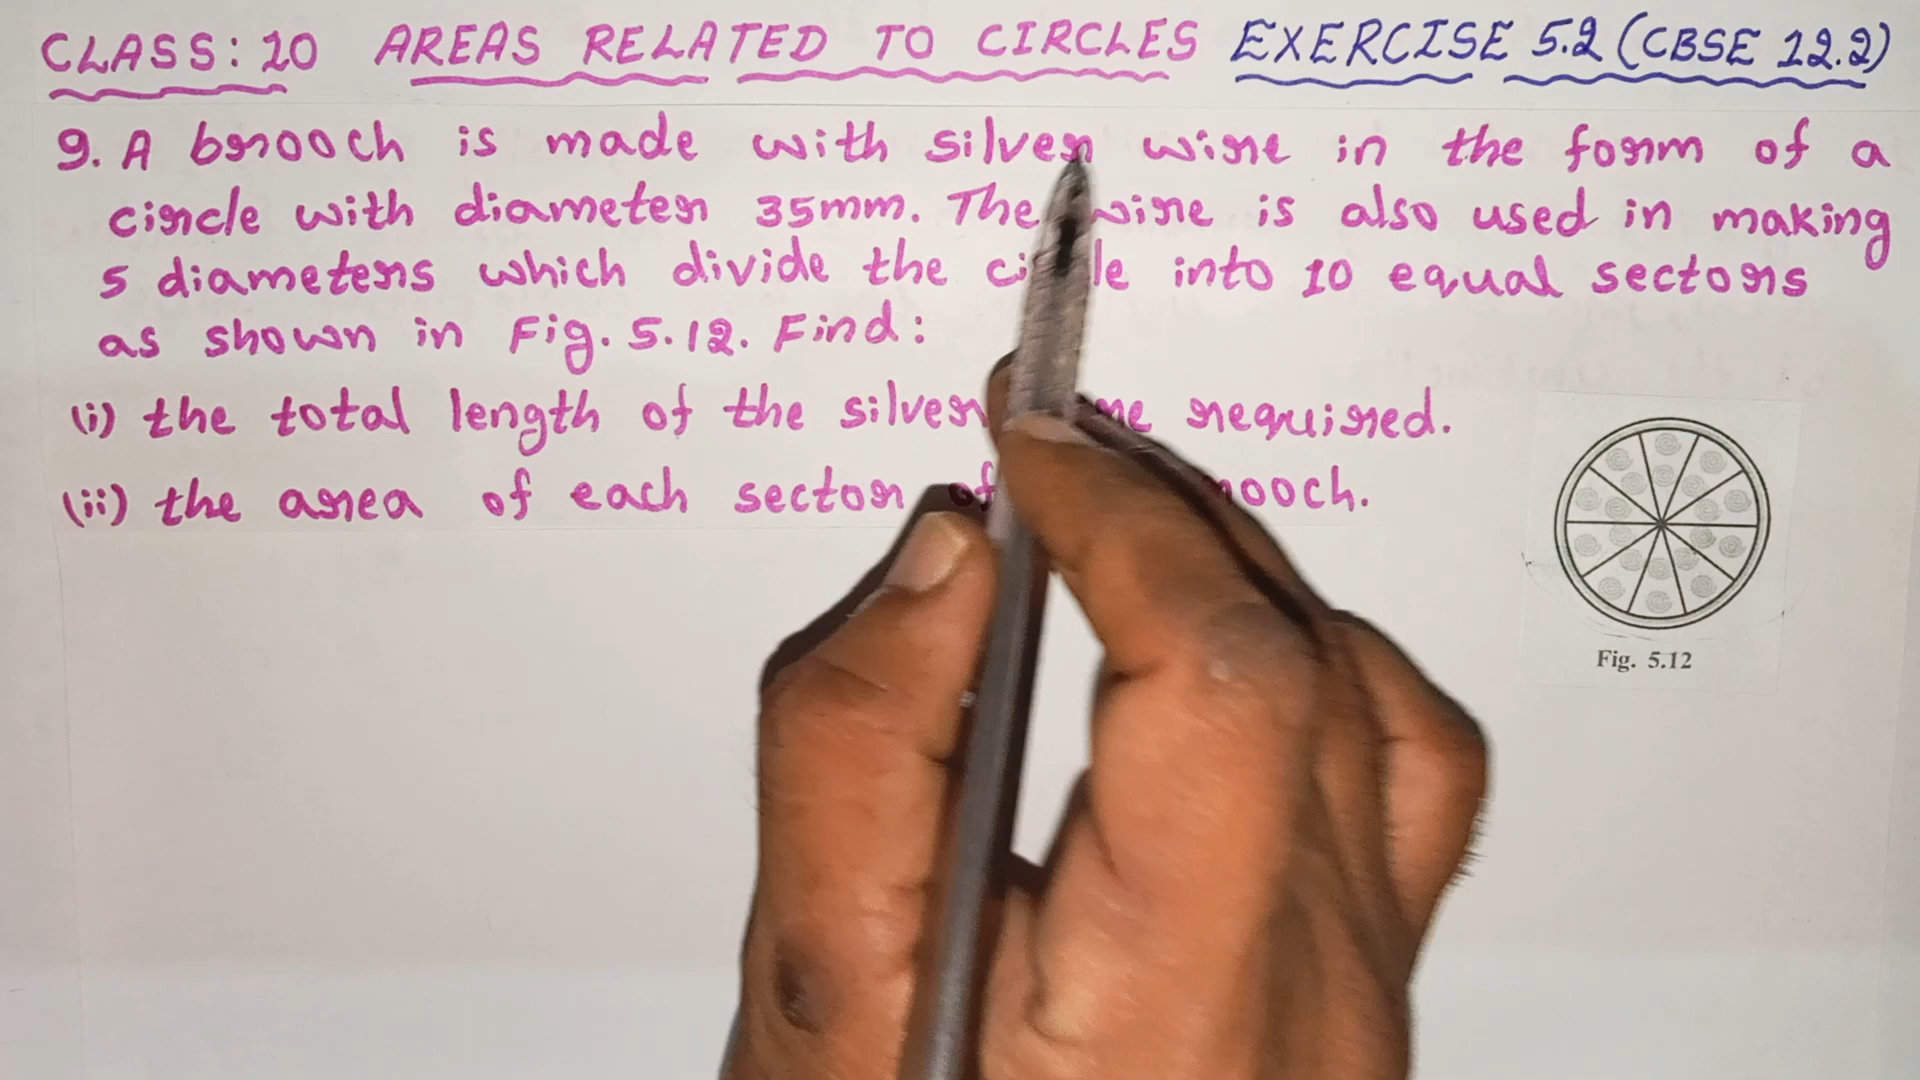 CLASS: 10 AREAS RELATED TO CIRCLES EXERCISE 5.2 (CBSE 12.2)
9. A brooch is made with silver wire in the form of a
circle with diameter 35mm. The wire is also used in making
5 diameters which divide the circle into 10 equal sectors
as shown in Fig. 5.12. Find:
(i) the total length of the silver required.
(ii) the area of each sector of
Fig. 5.12